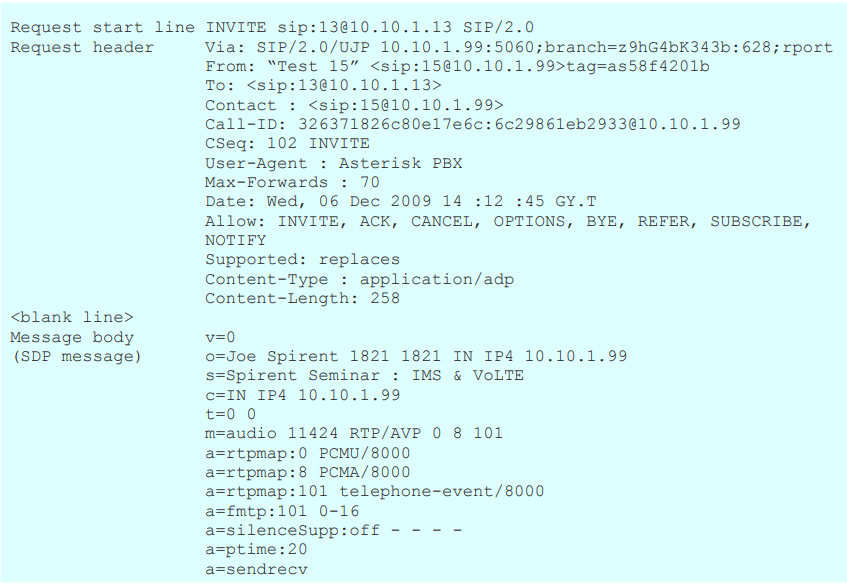 Request start line INVITE sip:13@10.10.1.13 SIP/2.0
Request header Via: SIP/2.0/UJP 10.10.1.99:5060;branch=z9hG4bK343b:628;rport
From: “Test 15” <sip:15@10.10.1.99>tag=as58f4201b
To: <sip:13@10.10.1.13>
Contact : <sip:15@10.10.1.99>
Call-ID: 326371826c80e17e6c:6c29861eb2933@10.10.1.99
CSeq: 102 INVITE
User-Agent : Asterisk PBX
Max-Forwards : 70
Date: Wed, 06 Dec 2009 14 :12 :45 GY.T
Allow: INVITE, ACK, CANCEL, OPTIONS, BYE, REFER, SUBSCRIBE,
NOTIFY
Supported: replaces
Content-Type : application/adp
Content-Length: 258
<blank line>
Message body v=0
(SDP message) o=Joe Spirent 1821 1821 IN IP4 10.10.1.99
s=Spirent Seminar : IMS & VoLTE
c=IN IP4 10.10.1.99
t=0 0
m=audio 11424 RTP/AVP 0 8 101
a=rtpmap:0 PCMU/8000
a=rtpmap:8 PCMA/8000
a=rtpmap:101 telephone-event/8000
a=fmtp:101 0-16
a=silenceSupp:off - - - -
a=ptime:20
a=sendrecv